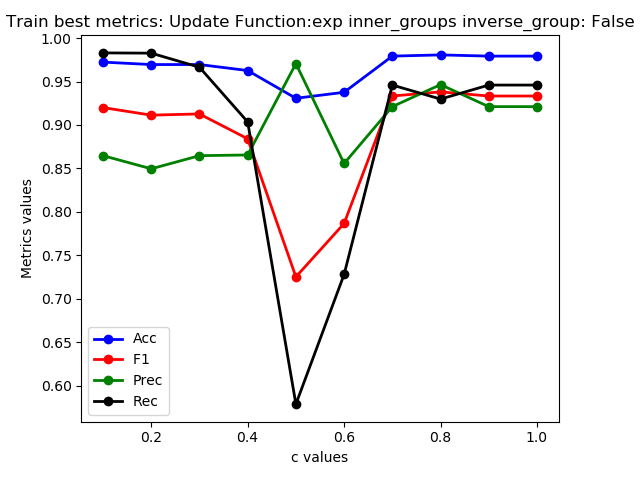 Train best metrics: Update Function:exp inner_groups inverse_group: False
1.00
0.95
0.90
0.85
0.80
0.75
0.70
0.65
0.60
Metrics values
Acc
F1
Prec
Rec
0.2 0.4 0.6 0.8 1.0
c values